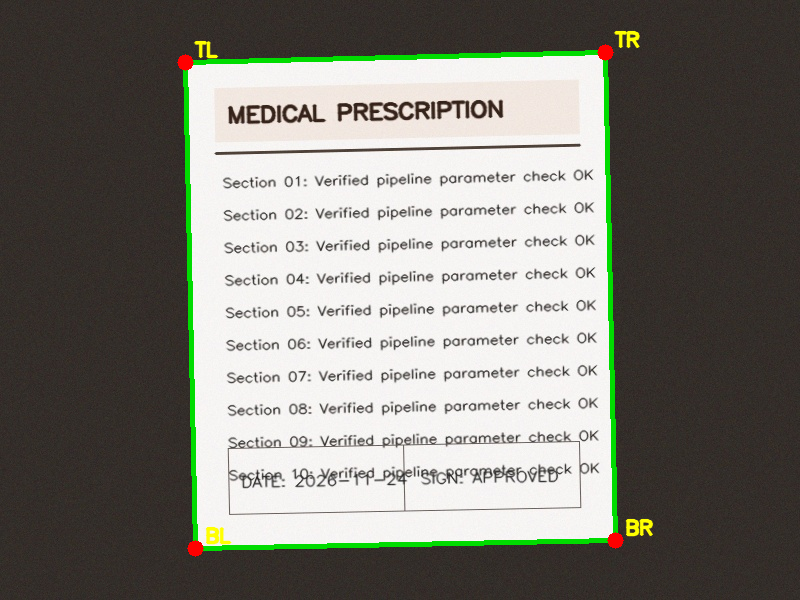 TL
TR
MEDICAL PRESCRIPTION
Section 01: Verified pipeline parameter check OK
Section 02: Verified pipeline parameter check OK
Section 03: Verified pipeline parameter check OK
Section 04: Verified pipeline parameter check OK
Section 05: Verified pipeline parameter check OK
Section 06: Verified pipeline parameter check OK
Section 07: Verified pipeline parameter check OK
Section 08: Verified pipeline parameter check OK
Section 09: Verified pipeline parameter check OK
Section 10: Verified pipeline parameter check OK
DATE: 2026-11-24 SIGN: APPROVED
BL
BR